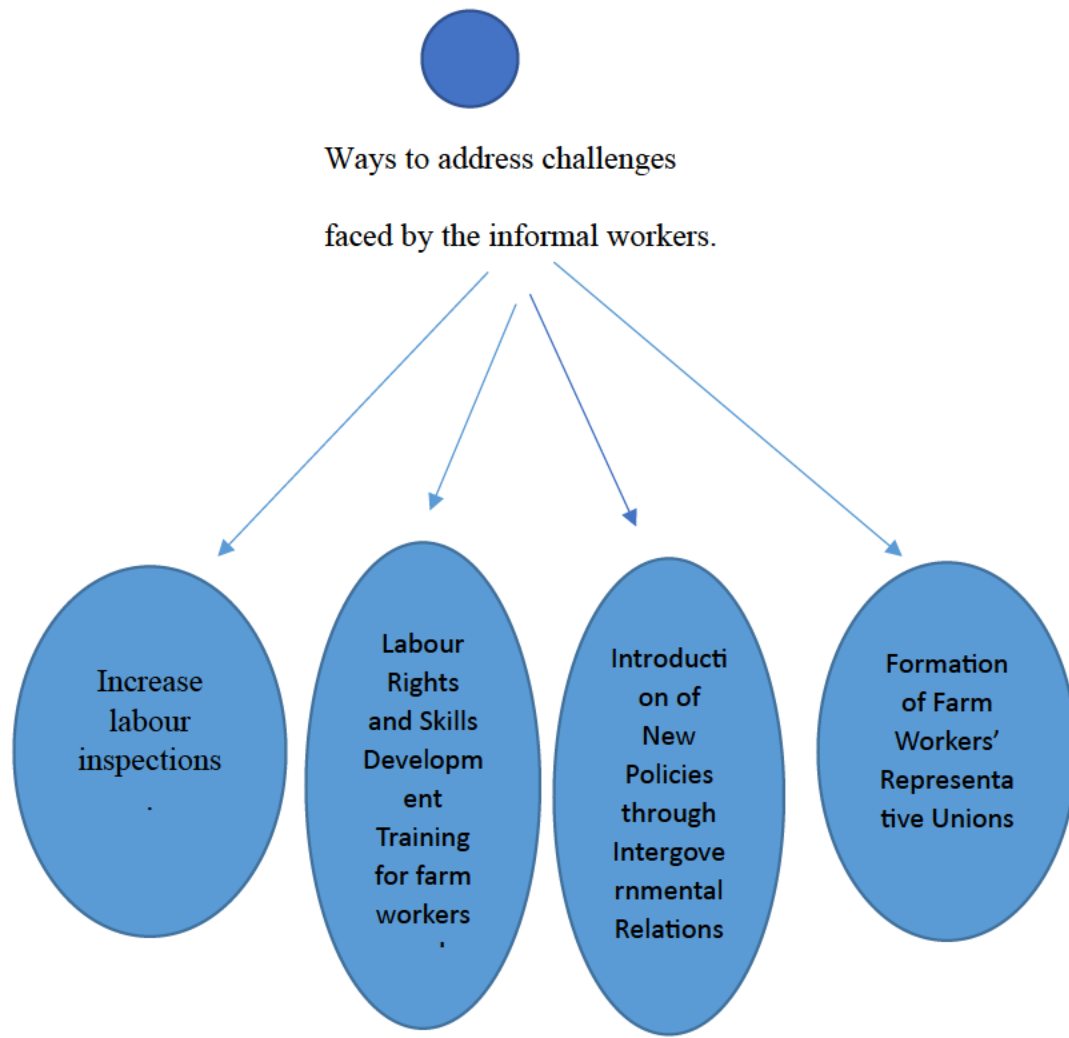 Ways to address challenges
faced by the informal workers.
Increase
labour
inspections
.
Labour
Rights
and Skills
Developm
ent
Training
for farm
workers
Introducti
on of
New
Policies
through
Intergove
rnmental
Relations
Formation
of Farm
Workers’
Representa
tive Unions